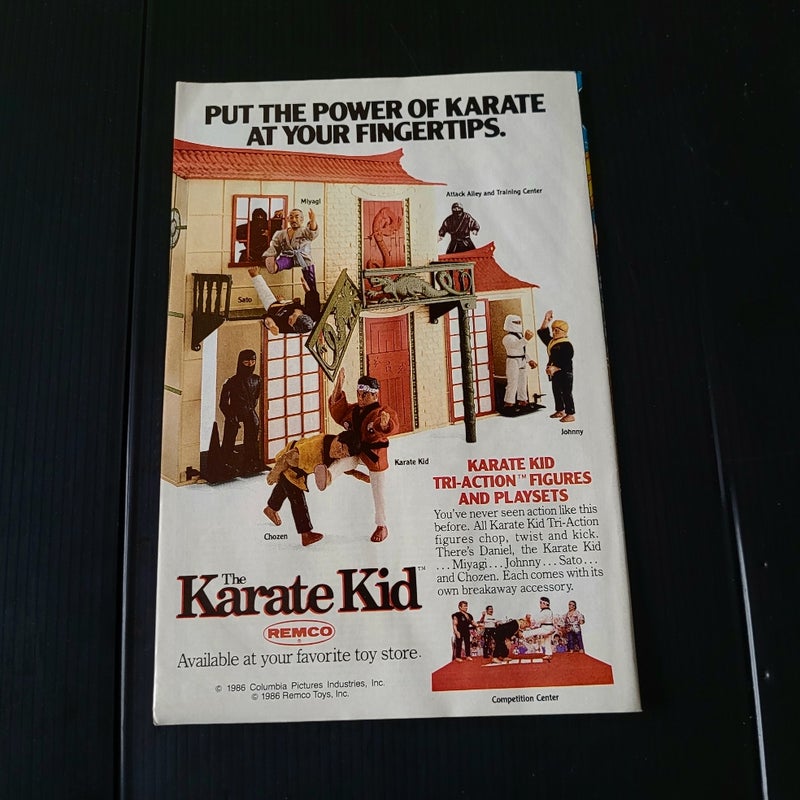 PUT THE POWER OF KARATE
AT YOUR FINGERTIPS.
Miyagi
Attack Alley and Training Center
Sato
Johnny
Karate Kid
Chozen
KARATE KID
TRI-ACTION™ FIGURES
AND PLAYSETS
You've never seen action like this
before. All Karate Kid Tri-Action
figures chop, twist and kick.
There's Daniel, the Karate Kid
...Miyagi...Johnny...Sato...
and Chozen. Each comes with its
own breakaway accessory.
The
Karate Kid™
REMCO
®
Available at your favorite toy store.
© 1986 Columbia Pictures Industries, Inc.
© 1986 Remco Toys, Inc.
Competition Center